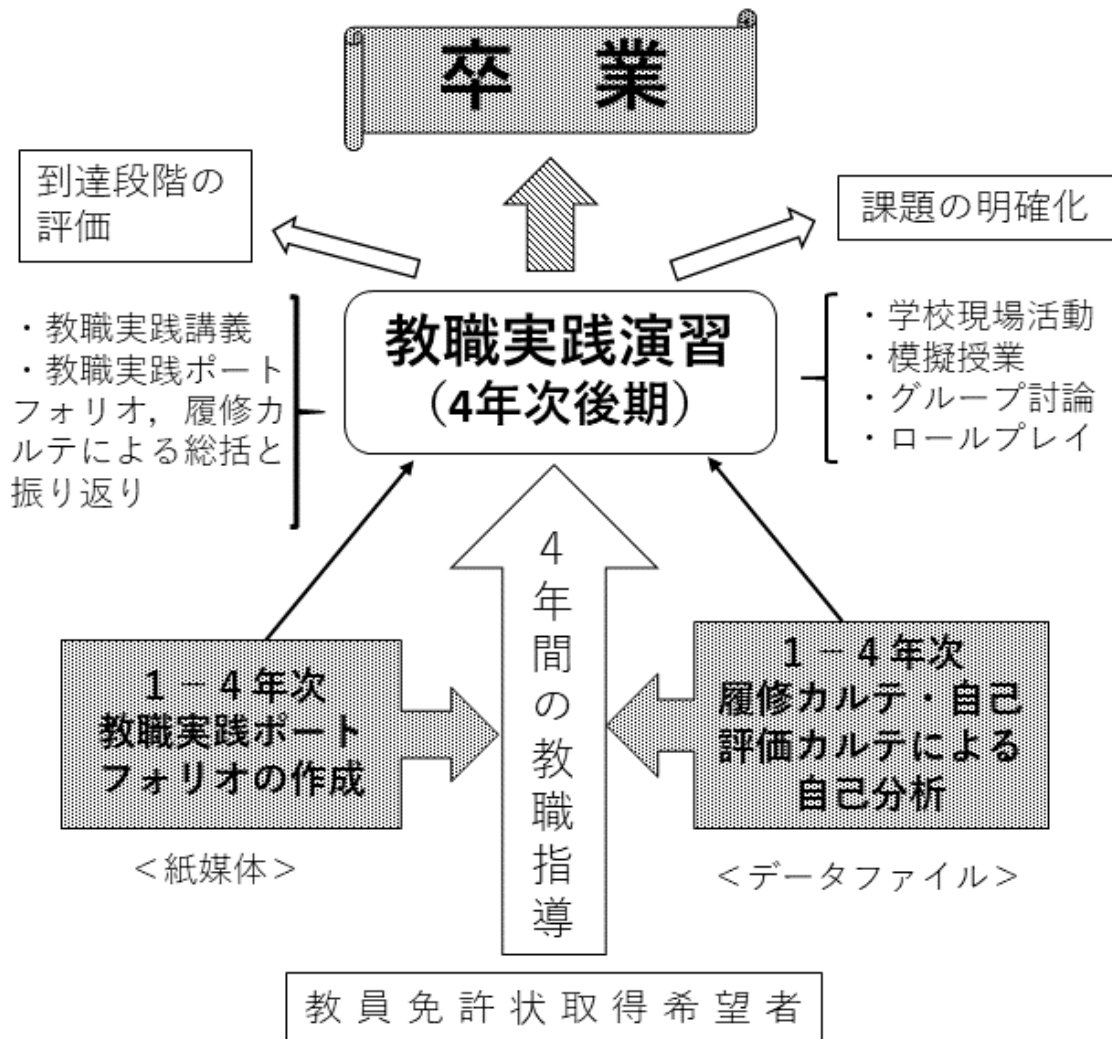 卒 業
到達段階の
評価
課題の明確化
・教職実践講義
・教職実践ポート
フォリオ，履修カ
ルテによる総括と
振り返り
教職実践演習
（4年次後期）
・学校現場活動
・模擬授業
・グループ討論
・ロールプレイ
4年間の教職指導
1－4年次
教職実践ポート
フォリオの作成
＜紙媒体＞
1－4年次
履修カルテ・自己
評価カルテによる
自己分析
＜データファイル＞
教員免許状取得希望者